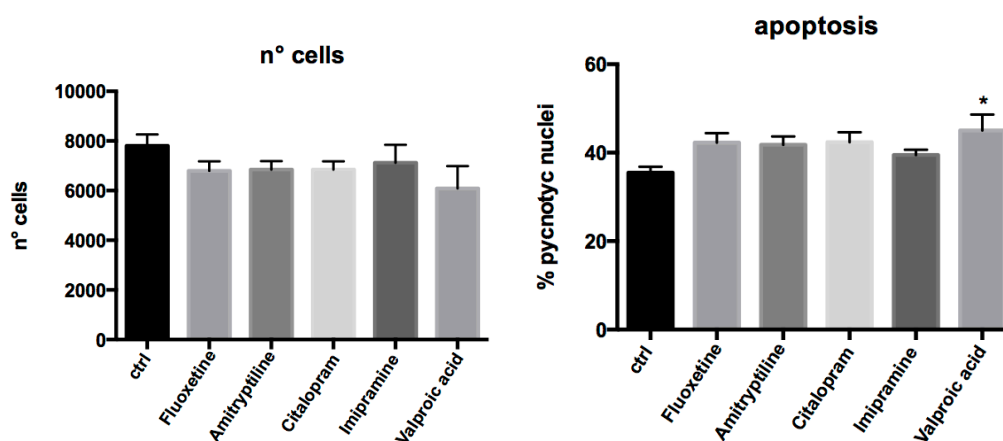 n° cells
n° cells
10000
8000
6000
4000
2000
0
ctrl
Fluoxetine
Amitryptiline
Citalopram
Imipramine
Valproic acid
apoptosis
% pycnotyc nuclei
60
40
20
0
*
ctrl
Fluoxetine
Amitryptiline
Citalopram
Imipramine
Valproic acid